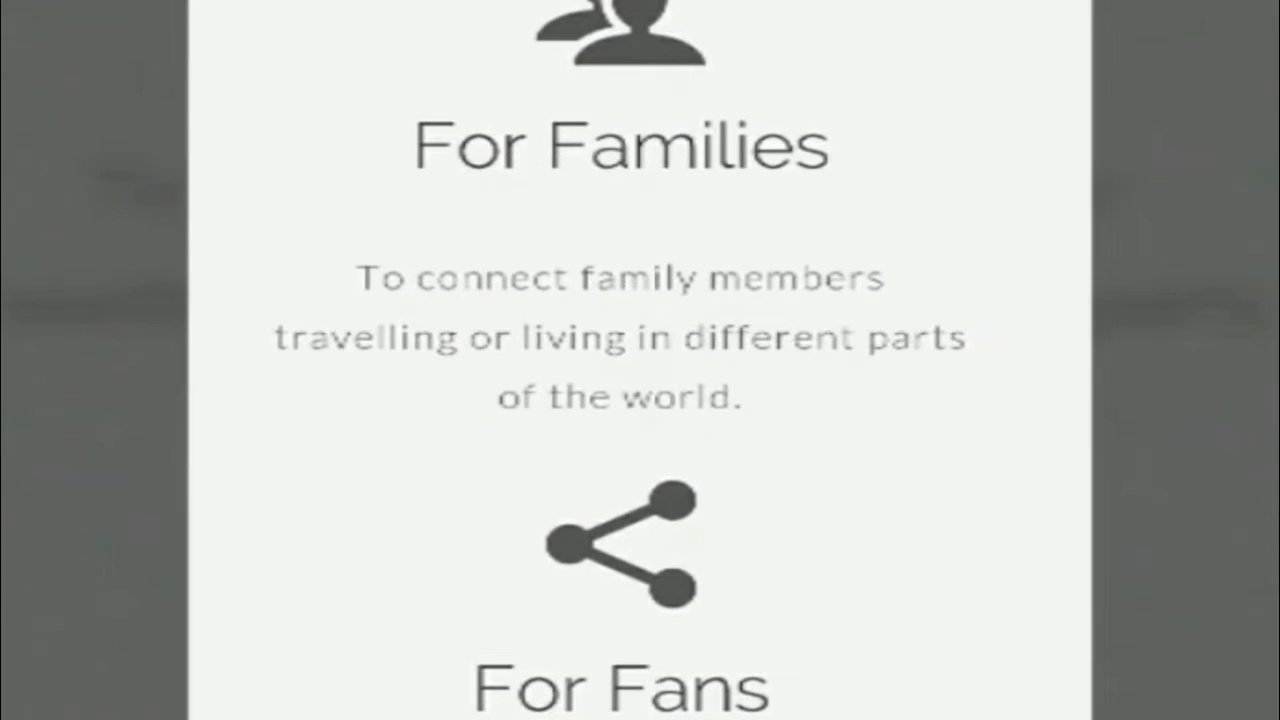 For Families
To connect family members
travelling or living in different parts
of the world.
For Fans